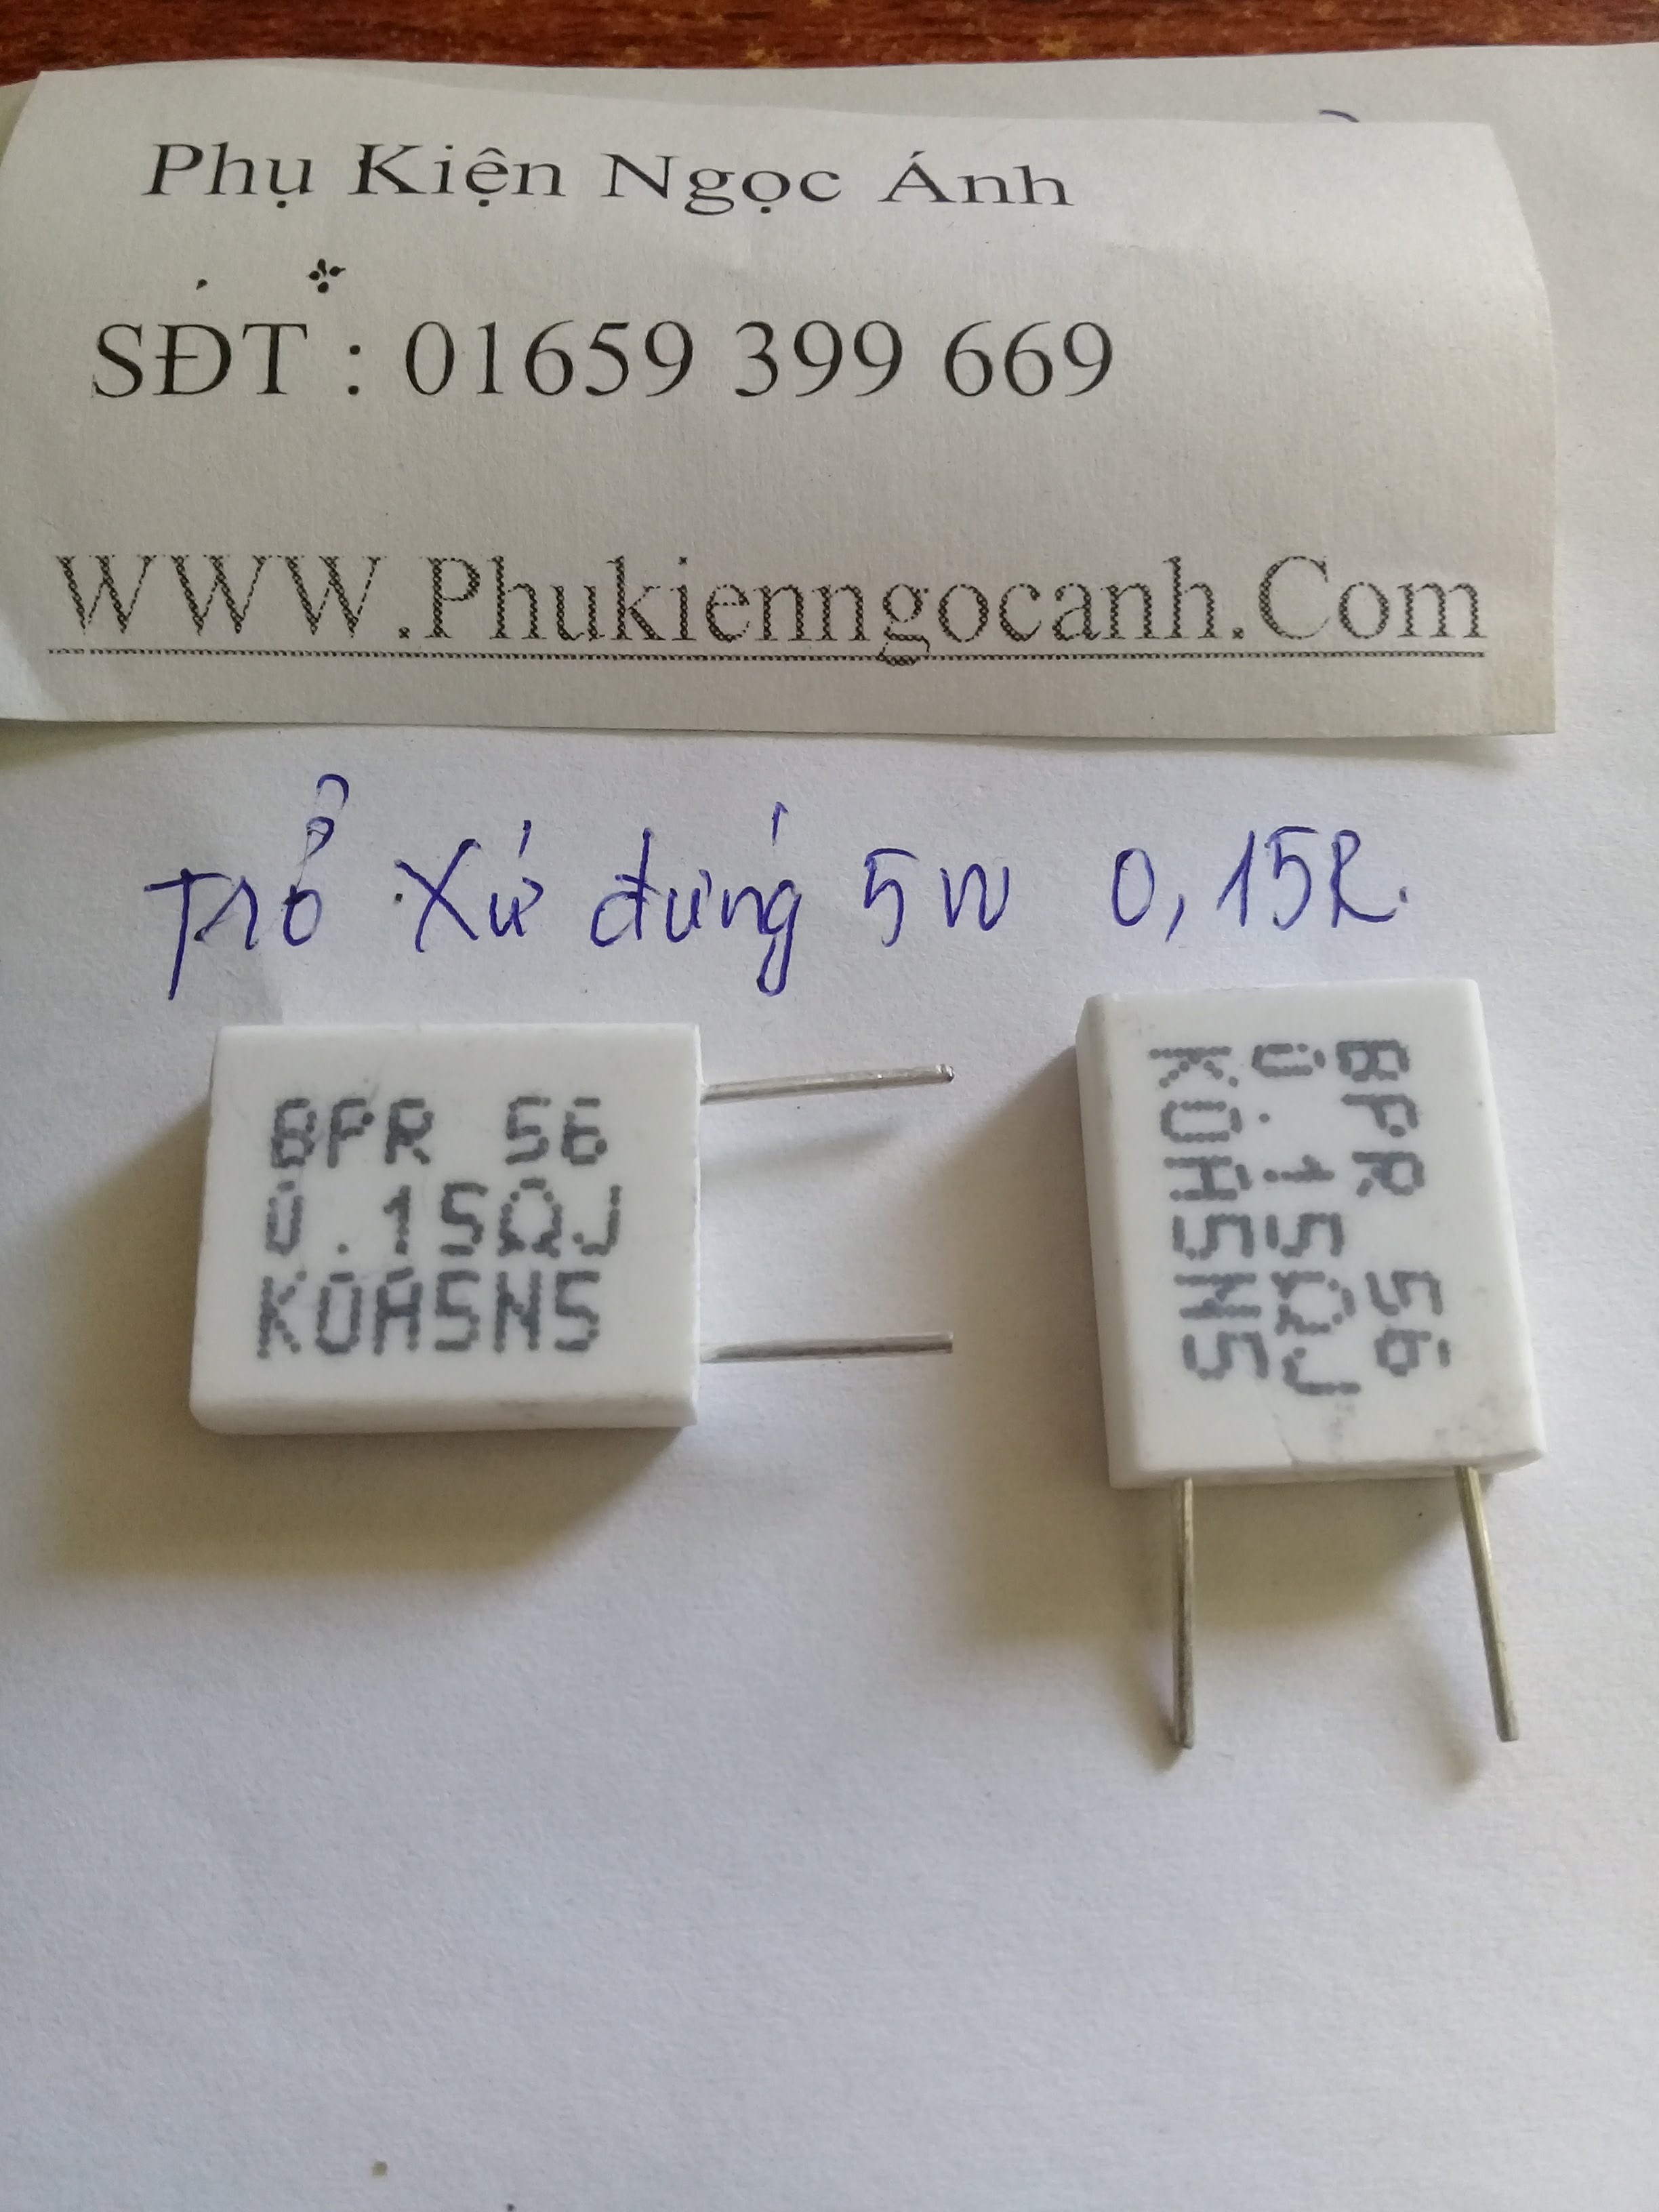 Phụ Kiện Ngọc Ánh
SĐT : 01659 399 669
WWW.Phukienngocanh.Com
Trở Xứ đứng 5W 0,15R.
BPR 56
0.15ΩJ
KOA5N5
BPR 56
0.15ΩJ
KOA5N5